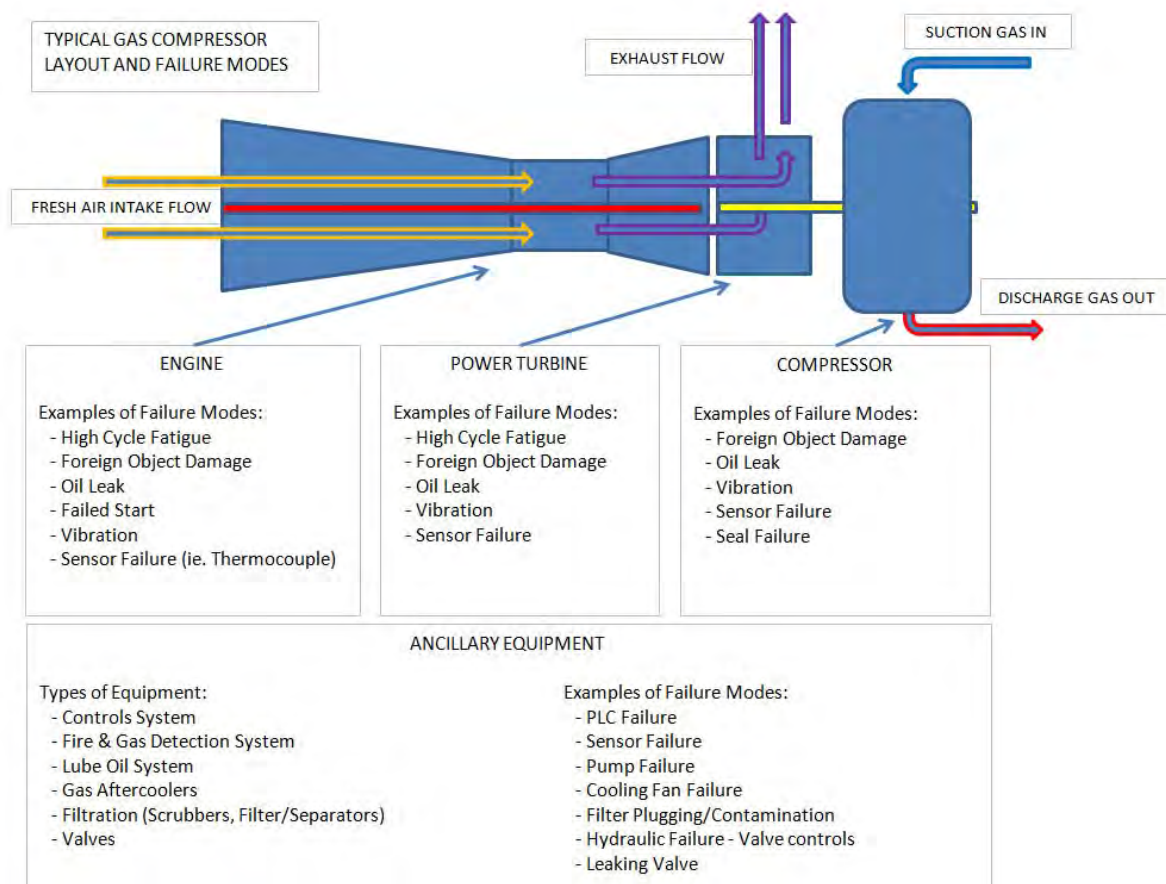 TYPICAL GAS COMPRESSOR
LAYOUT AND FAILURE MODES
EXHAUST FLOW
SUCTION GAS IN
FRESH AIR INTAKE FLOW
DISCHARGE GAS OUT
ENGINE
Examples of Failure Modes:
- High Cycle Fatigue
- Foreign Object Damage
- Oil Leak
- Failed Start
- Vibration
- Sensor Failure (ie. Thermocouple)
POWER TURBINE
Examples of Failure Modes:
- High Cycle Fatigue
- Foreign Object Damage
- Oil Leak
- Vibration
- Sensor Failure
COMPRESSOR
Examples of Failure Modes:
- Foreign Object Damage
- Oil Leak
- Vibration
- Sensor Failure
- Seal Failure
ANCILLARY EQUIPMENT
Types of Equipment:
- Controls System
- Fire & Gas Detection System
- Lube Oil System
- Gas Aftercoolers
- Filtration (Scrubbers, Filter/Separators)
- Valves
Examples of Failure Modes:
- PLC Failure
- Sensor Failure
- Pump Failure
- Cooling Fan Failure
- Filter Plugging/Contamination
- Hydraulic Failure - Valve controls
- Leaking Valve